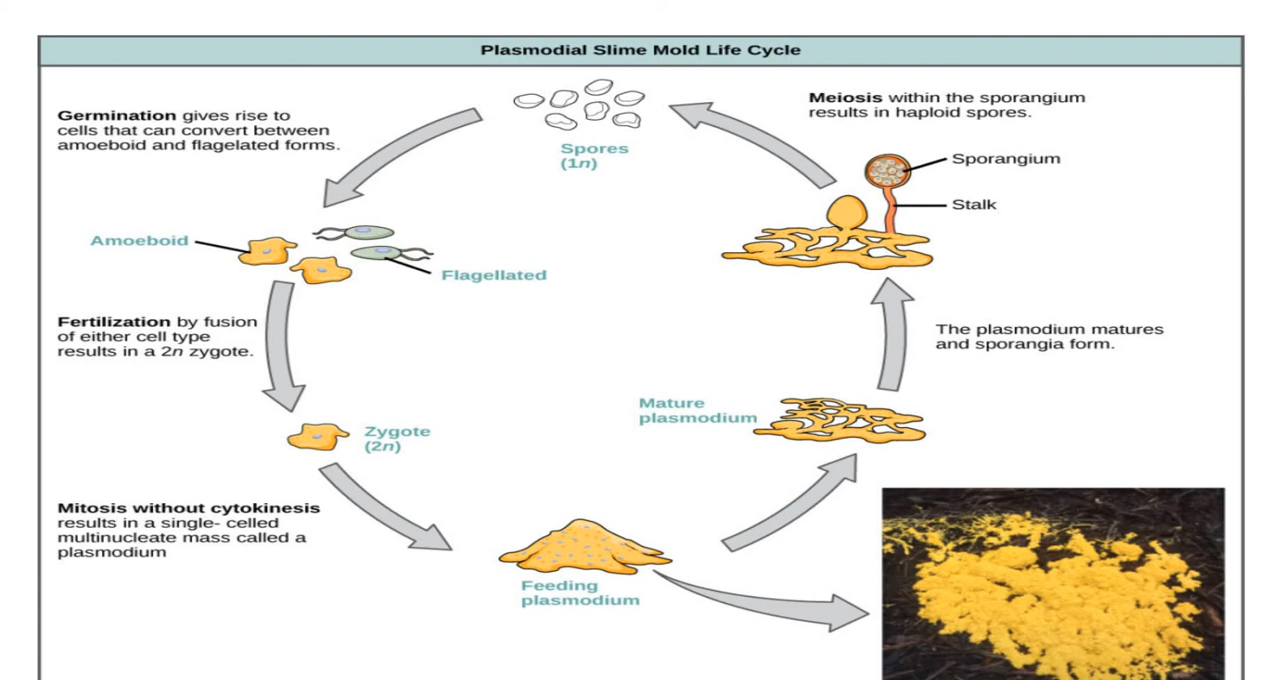 Plasmodial Slime Mold Life Cycle
Germination gives rise to
cells that can convert between
amoeboid and flagelated forms.
Spores
(1n)
Meiosis within the sporangium
results in haploid spores.
Sporangium
Stalk
Amoeboid
Flagellated
Fertilization by fusion
of either cell type
results in a 2n zygote.
The plasmodium matures
and sporangia form.
Mature
plasmodium
Zygote
(2n)
Mitosis without cytokinesis
results in a single- celled
multinucleate mass called a
plasmodium
Feeding
plasmodium